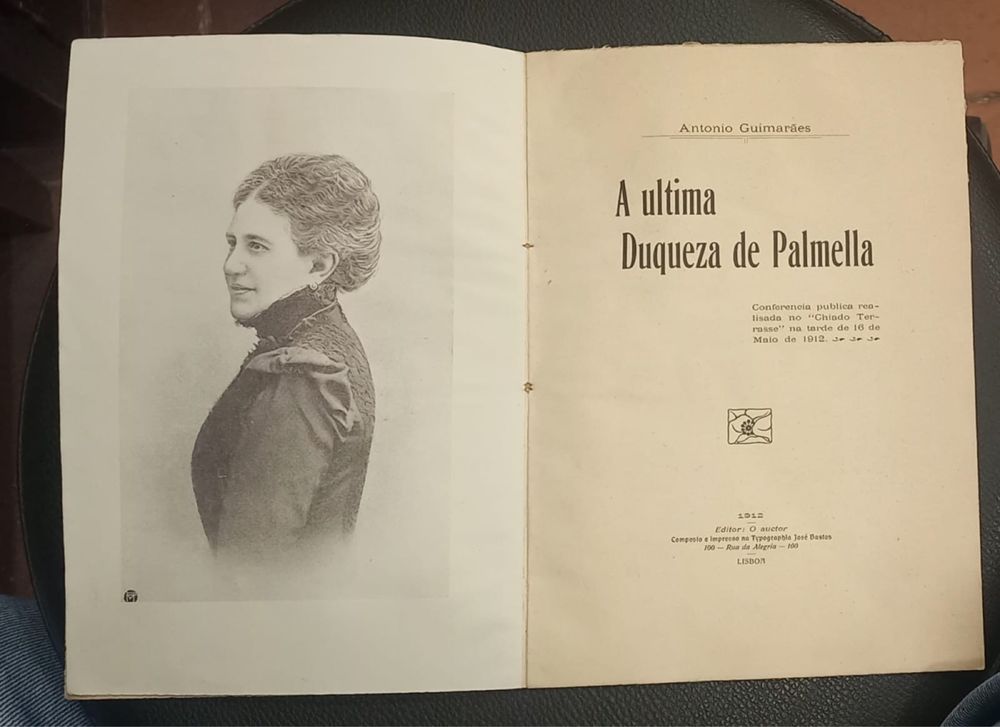 Antonio Guimarães
A ultima
Duqueza de Palmella
Conferencia publica rea-
lisada no "Chiado Ter-
rasse" na tarde de 16 de
Maio de 1912.
1912
Editor: O auctor
Composto e impresso na Typographia José Bastos
100 — Rua da Alegria — 100
LISBOA